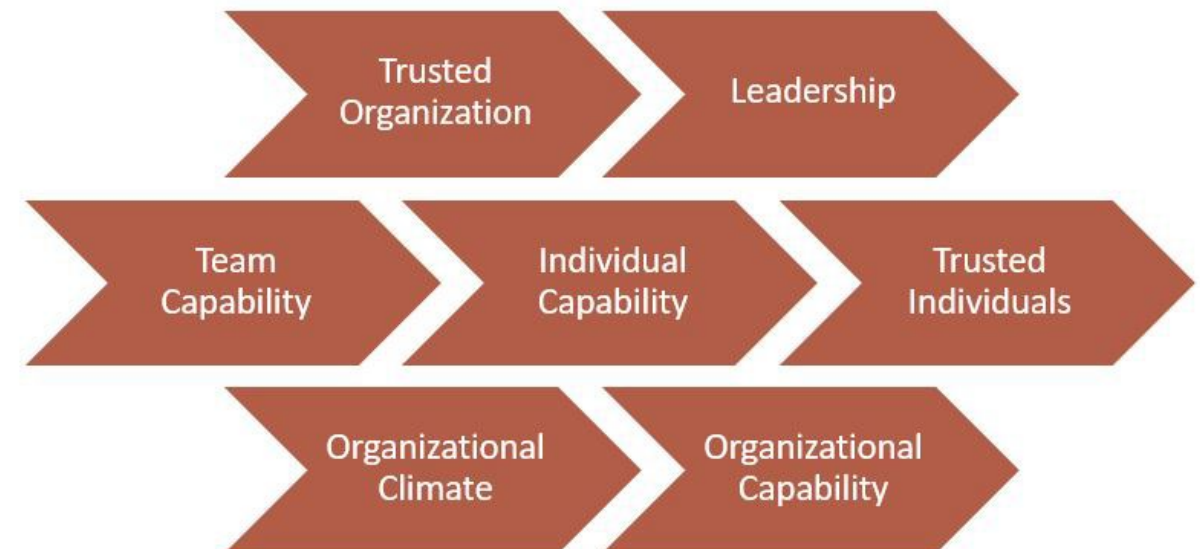 Trusted
Organization
Leadership
Team
Capability
Individual
Capability
Trusted
Individuals
Organizational
Climate
Organizational
Capability